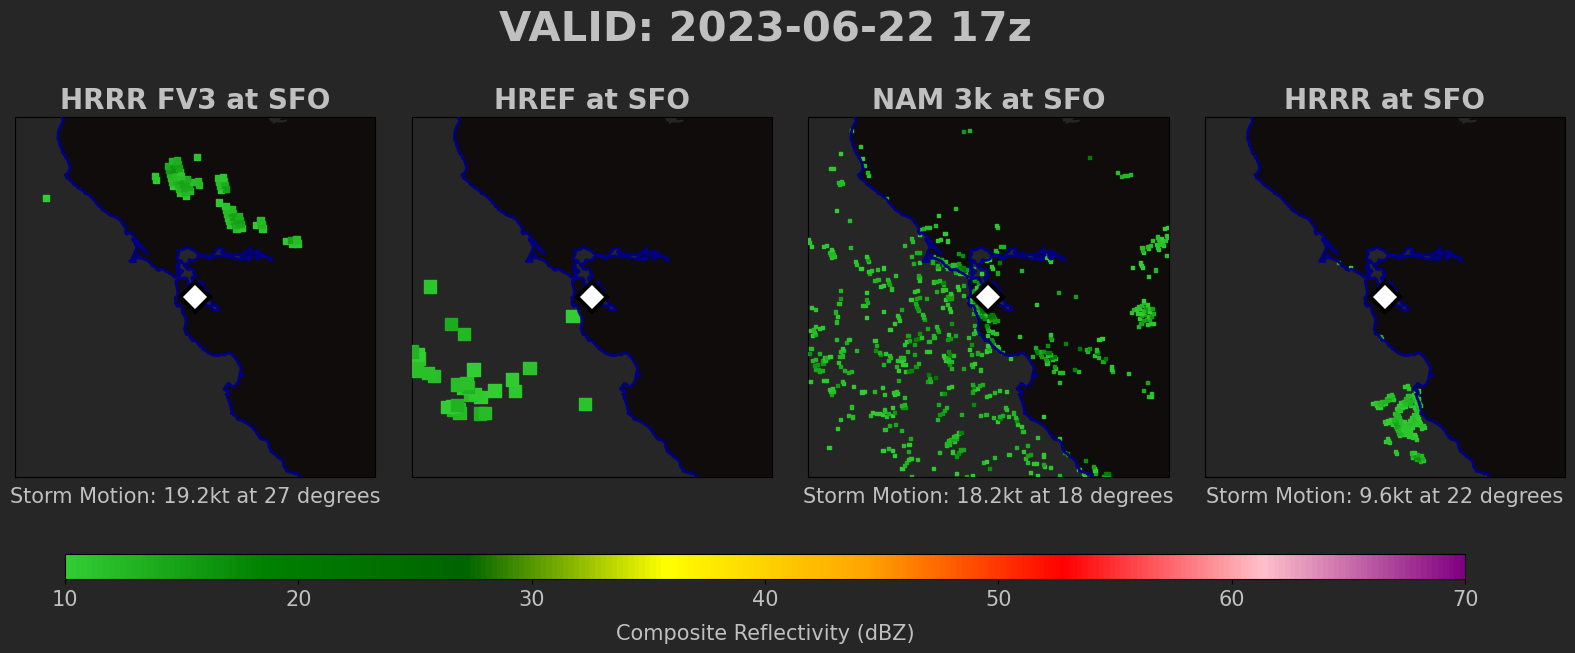 VALID: 2023-06-22 17z
HRRR FV3 at SFO
HREF at SFO
NAM 3k at SFO
HRRR at SFO
Storm Motion: 19.2kt at 27 degrees
Storm Motion: 18.2kt at 18 degrees
Storm Motion: 9.6kt at 22 degrees
10 20 30 40 50 60 70
Composite Reflectivity (dBZ)